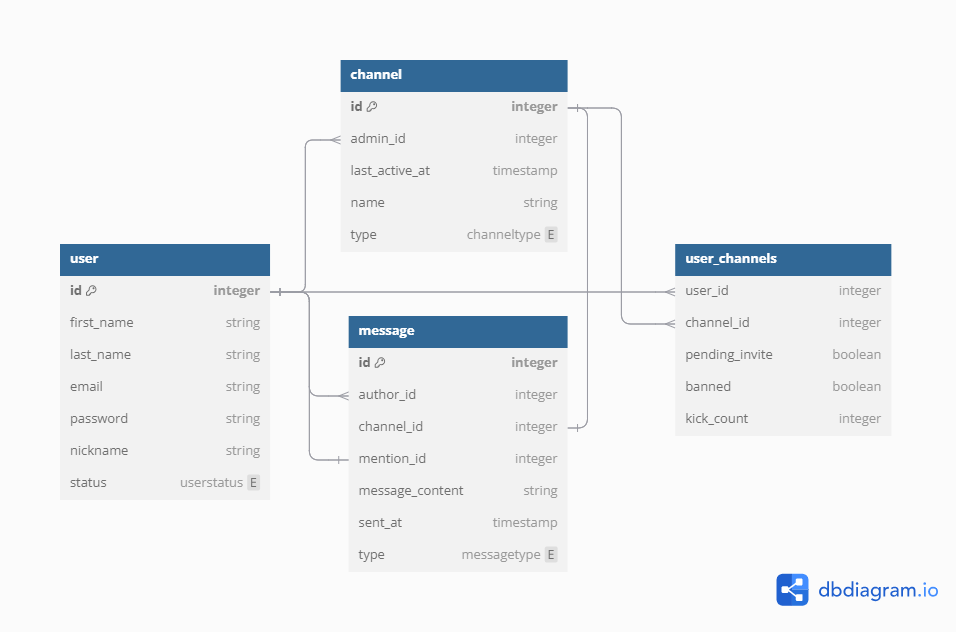 channel
id integer
admin_id integer
last_active_at timestamp
name string
type channeltype E
user
id integer
first_name string
last_name string
email string
password string
nickname string
status userstatus E
message
id integer
author_id integer
channel_id integer
mention_id integer
message_content string
sent_at timestamp
type messagetype E
user_channels
user_id integer
channel_id integer
pending_invite boolean
banned boolean
kick_count integer
dbdiagram.io